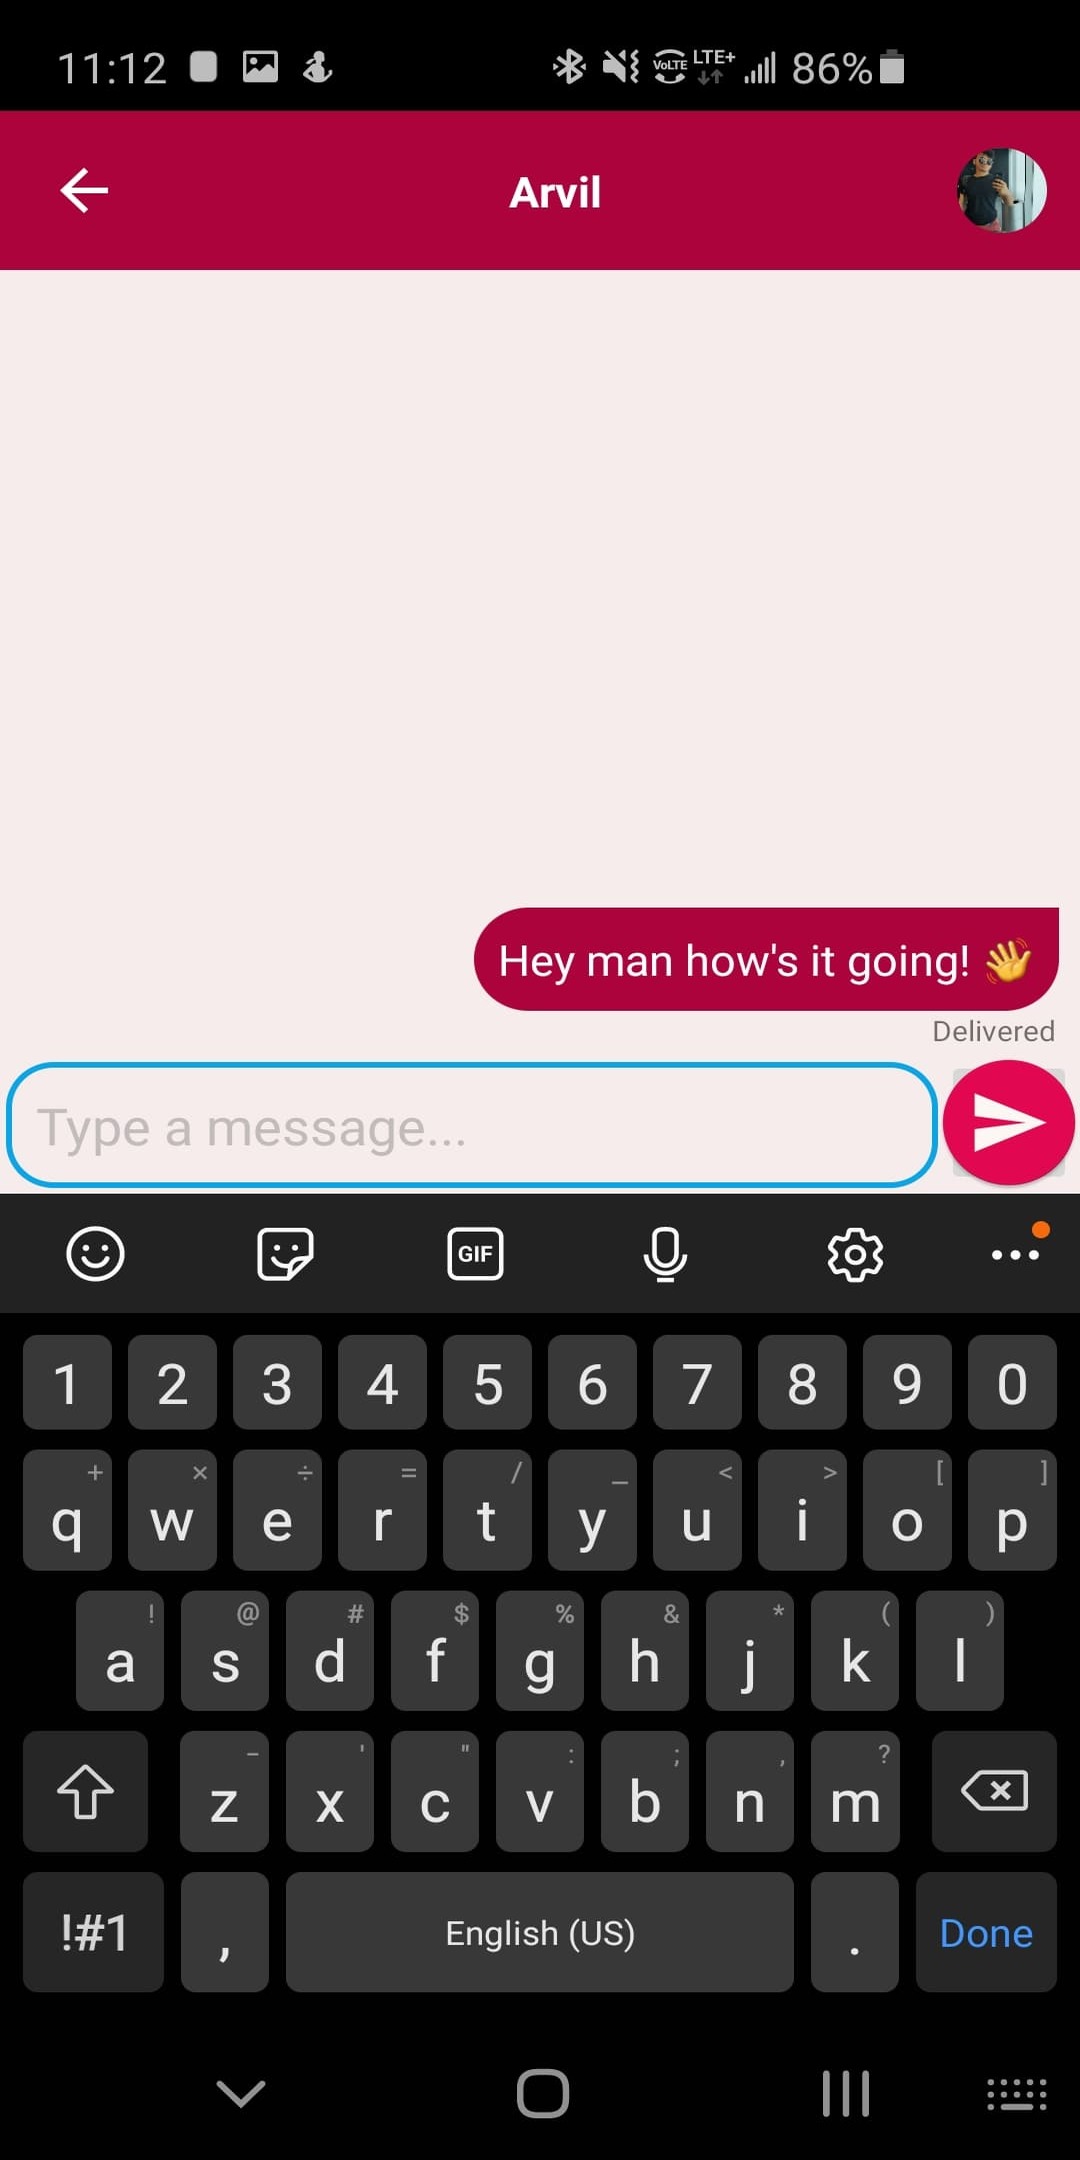 11:12 VoLTE LTE+ 86%
Arvil
Hey man how's it going! 👋
Delivered
Type a message...
GIF
1 2 3 4 5 6 7 8 9 0
+ × ÷ = / _ < > [ ]
q w e r t y u i o p
! @ # $ % & * ( )
a s d f g h j k l
- ' " : ; , ?
z x c v b n m
!#1 , English (US) . Done